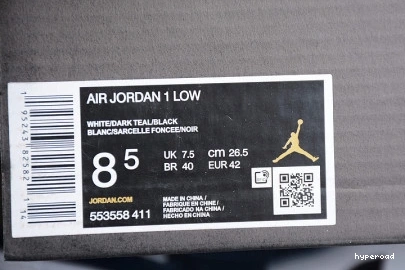 AIR JORDAN 1 LOW
WHITE/DARK TEAL/BLACK
BLANC/SARCELLE FONCEE/NOIR
8 5
UK 7.5 cm 26.5
BR 40 EUR 42
JORDAN.COM
553558 411
MADE IN CHINA /
FABRIQUE EN CHINE /
FABRICADO NA CHINA /
HECHO EN CHINA
hyperoad